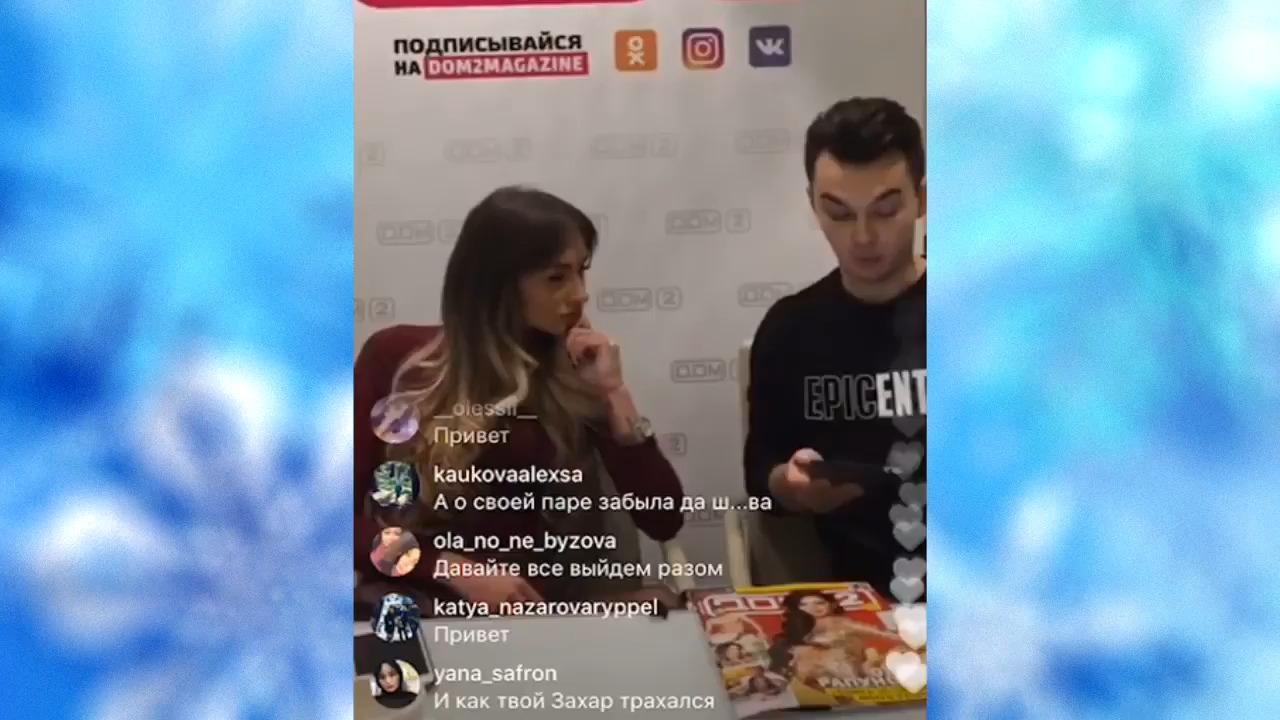 ПОДПИСЫВАЙСЯ
НА DOM2MAGAZINE
ДОМ 2
EPICENT
__olessii__
Привет
kaukovaalexsa
А о своей паре забыла да ш...ва
ola_no_ne_byzova
Давайте все выйдем разом
katya_nazarovaryppel
Привет
yana_safron
И как твой Захар трахался